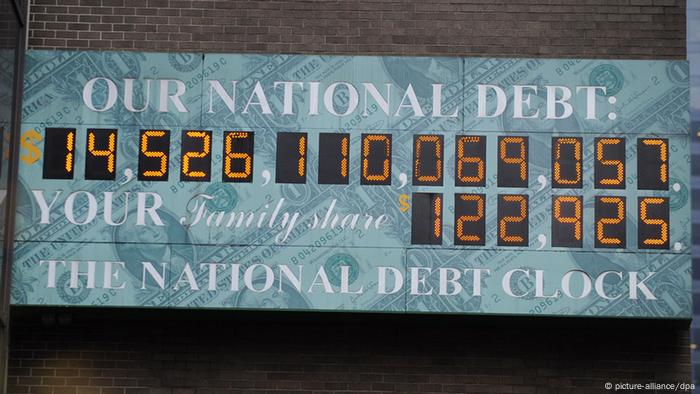 OUR NATIONAL DEBT:
$14,526,110,069,057.
YOUR Family share $122,925.
THE NATIONAL DEBT CLOCK
© picture-alliance/dpa